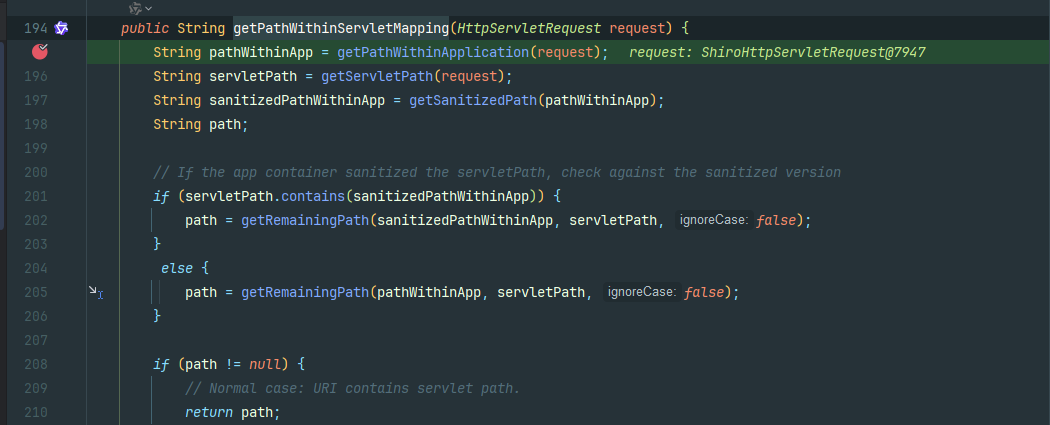 194 public String getPathWithinServletMapping(HttpServletRequest request) {
String pathWithinApp = getPathWithinApplication(request); request: ShiroHttpServletRequest@7947
196 String servletPath = getServletPath(request);
197 String sanitizedPathWithinApp = getSanitizedPath(pathWithinApp);
198 String path;
199
200 // If the app container sanitized the servletPath, check against the sanitized version
201 if (servletPath.contains(sanitizedPathWithinApp)) {
202 path = getRemainingPath(sanitizedPathWithinApp, servletPath, ignoreCase: false);
203 }
204 else {
205 path = getRemainingPath(pathWithinApp, servletPath, ignoreCase: false);
206 }
207
208 if (path != null) {
209 // Normal case: URI contains servlet path.
210 return path;